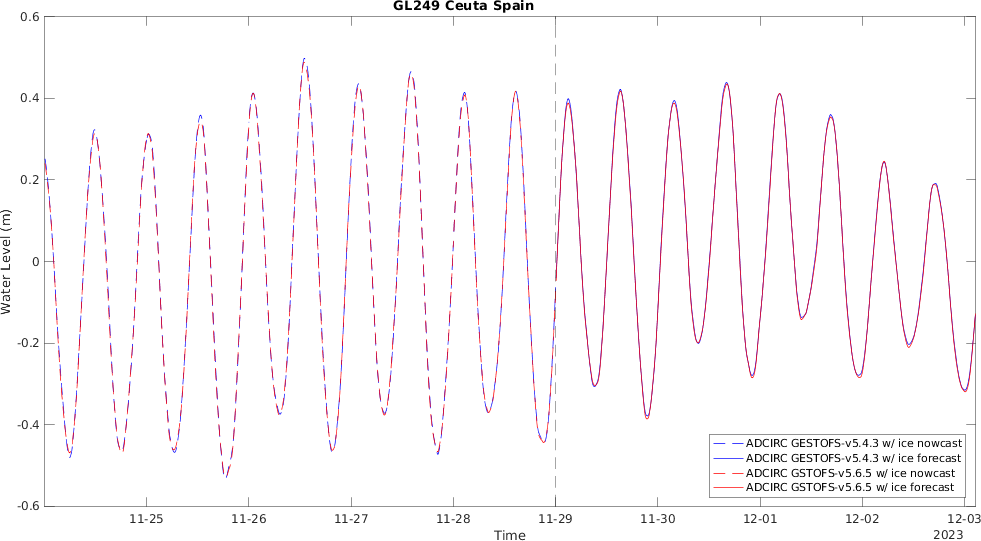 GL249 Ceuta Spain
0.6
0.4
0.2
0
-0.2
-0.4
-0.6
Water Level (m)
ADCIRC GESTOFS-v5.4.3 w/ ice nowcast
ADCIRC GESTOFS-v5.4.3 w/ ice forecast
ADCIRC GSTOFS-v5.6.5 w/ ice nowcast
ADCIRC GSTOFS-v5.6.5 w/ ice forecast
11-25 11-26 11-27 11-28 11-29 11-30 12-01 12-02 12-03
Time 2023